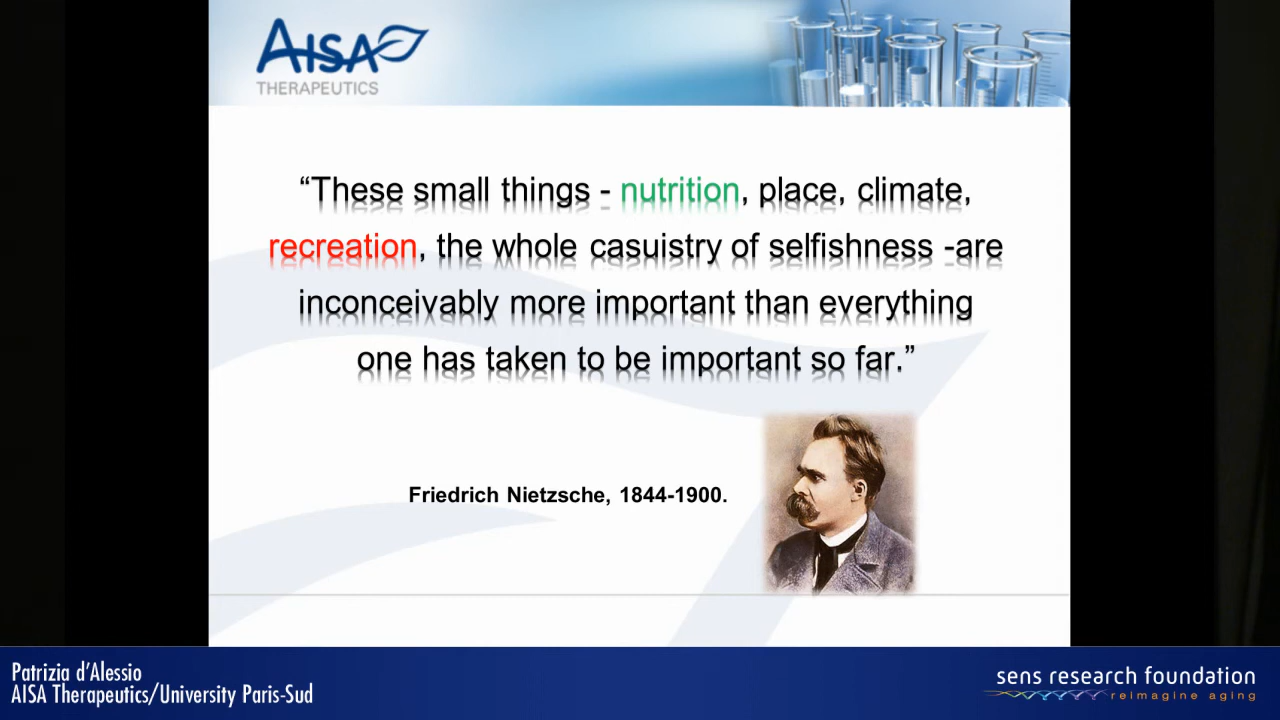 AISA
THERAPEUTICS
“These small things - nutrition, place, climate,
recreation, the whole casuistry of selfishness -are
inconceivably more important than everything
one has taken to be important so far.”
Friedrich Nietzsche, 1844-1900.
Patrizia d'Alessio
AISA Therapeutics/University Paris-Sud
sens research foundation
reimagine aging